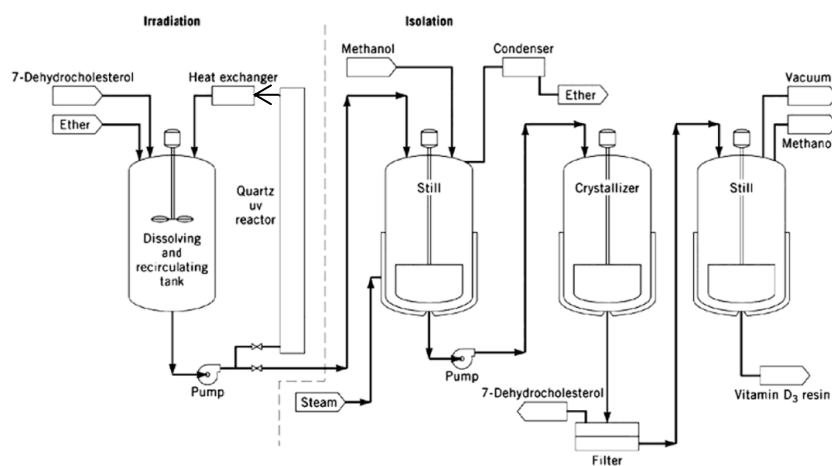 Irradiation
Isolation
Methanol
Condenser
7-Dehydrocholesterol
Heat exchanger
Ether
Vacuum
Ether
Methano
Quartz
uv
reactor
Still
Crystallizer
Still
Dissolving
and
recirculating
tank
Pump
Pump
Steam
7-Dehydrocholesterol
Vitamin D₃ resin
Filter